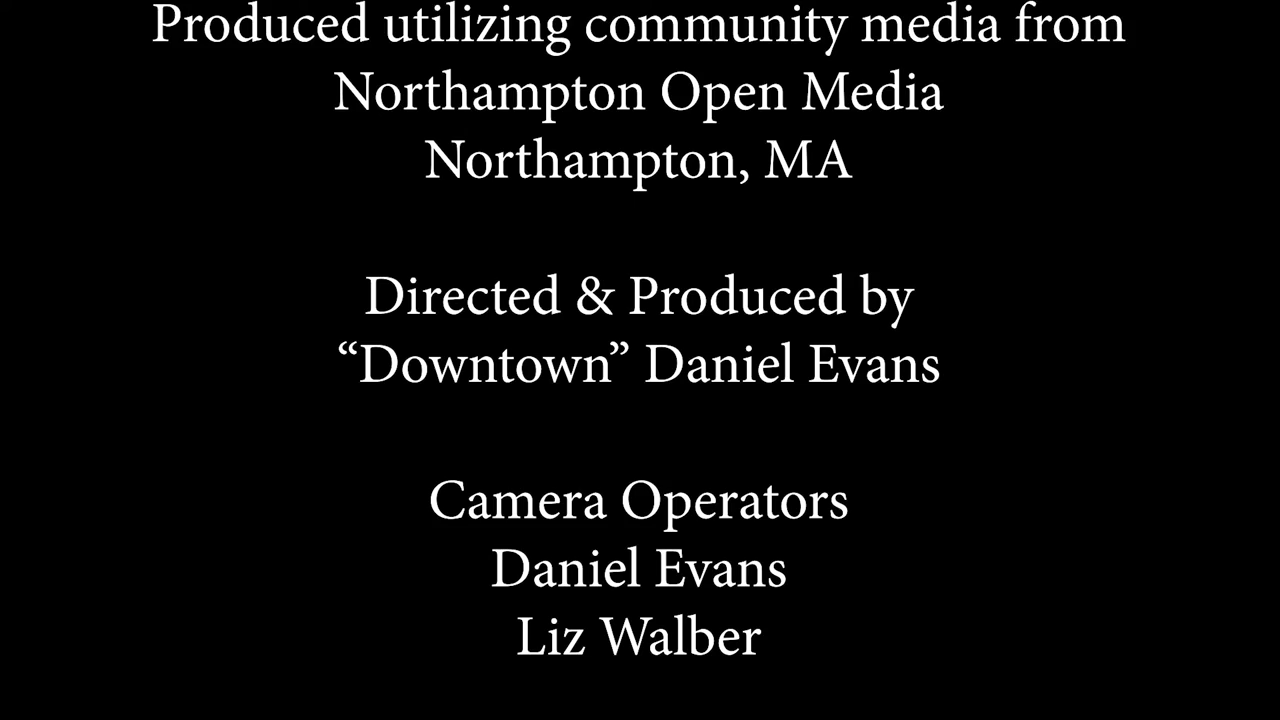 Produced utilizing community media from
Northampton Open Media
Northampton, MA
Directed & Produced by
“Downtown” Daniel Evans
Camera Operators
Daniel Evans
Liz Walber